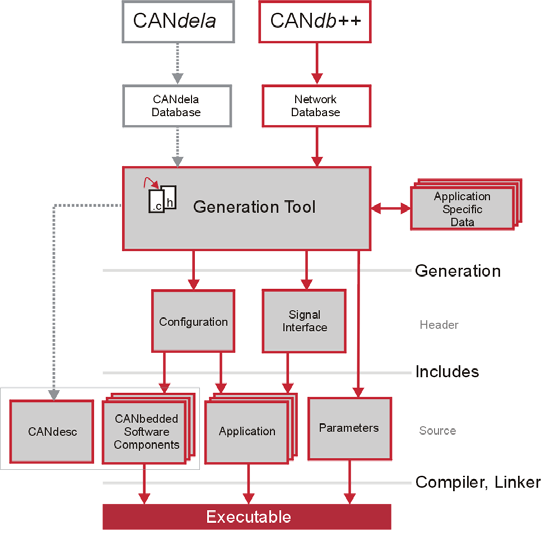 CANdela
CANdb++
CANdela
Database
Network
Database
.c
.h
Generation Tool
Application
Specific
Data
Generation
Configuration
Signal
Interface
Header
Includes
CANdesc
CANbedded
Software
Components
Application
Parameters
Source
Compiler, Linker
Executable